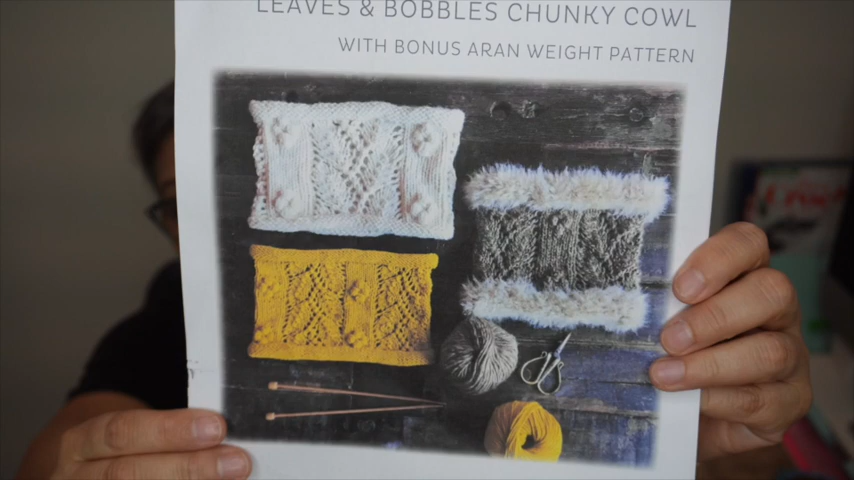 LEAVES & BOBBLES CHUNKY COWL
WITH BONUS ARAN WEIGHT PATTERN